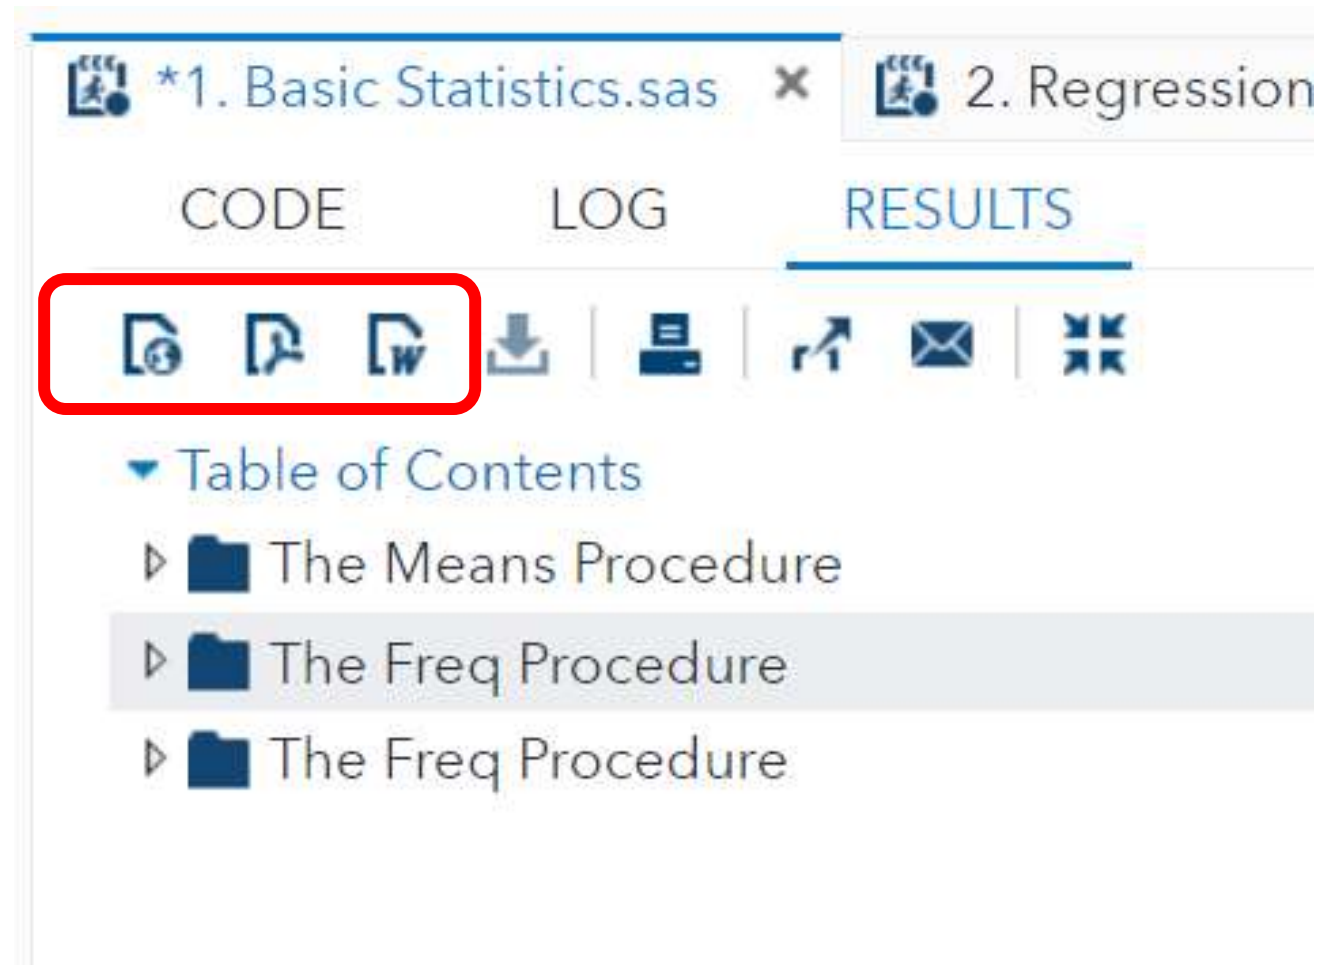 *1. Basic Statistics.sas 2. Regression
CODE LOG RESULTS
Table of Contents
The Means Procedure
The Freq Procedure
The Freq Procedure